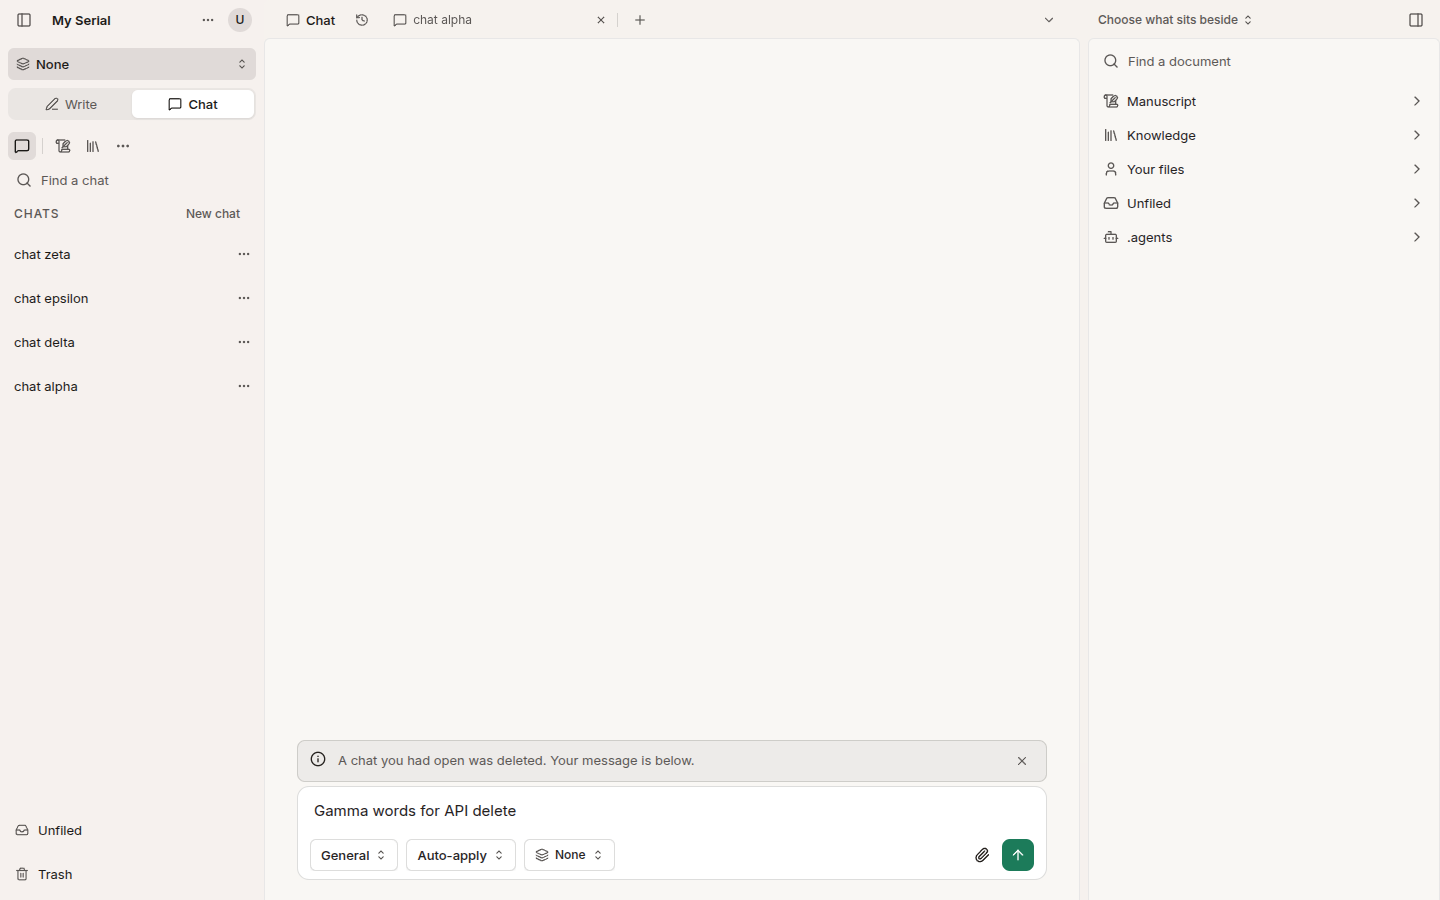 My Serial
U
None
Write
Chat
Find a chat
CHATS
New chat
chat zeta
chat epsilon
chat delta
chat alpha
Unfiled
Trash
Chat
chat alpha
A chat you had open was deleted. Your message is below.
Gamma words for API delete
General
Auto-apply
None
Choose what sits beside
Find a document
Manuscript
Knowledge
Your files
Unfiled
.agents